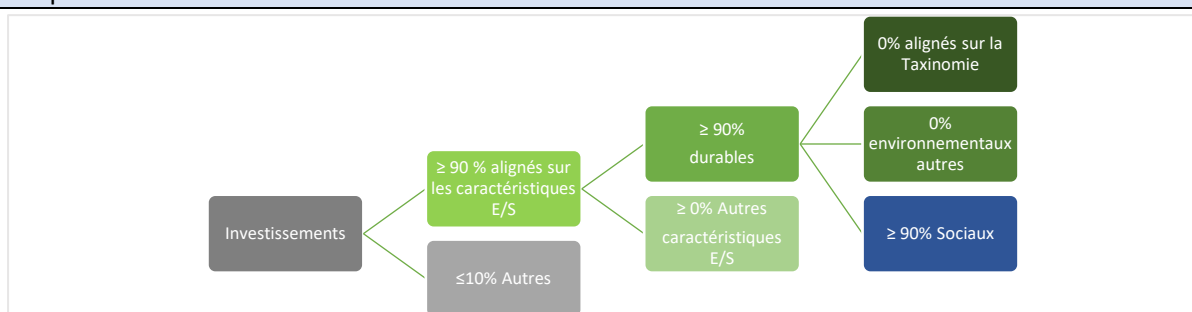 Investissements
≥ 90 % alignés sur
les caractéristiques
E/S
≤10% Autres
≥ 90%
durables
≥ 0% Autres
caractéristiques
E/S
0% alignés sur la
Taxinomie
0%
environnementaux
autres
≥ 90% Sociaux